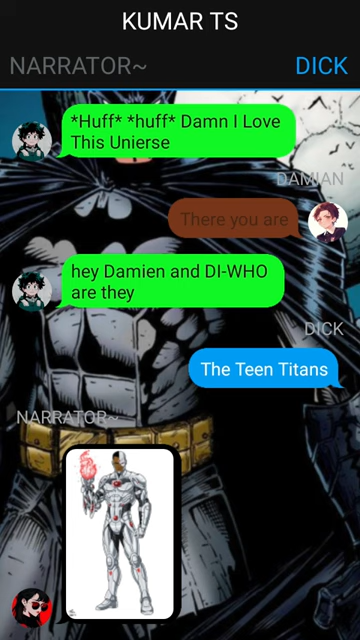 KUMAR TS
NARRATOR~
DICK
*Huff* *huff* Damn I Love
This Unierse
DAMIAN
There you are
hey Damien and DI-WHO
are they
DICK
The Teen Titans
NARRATOR~